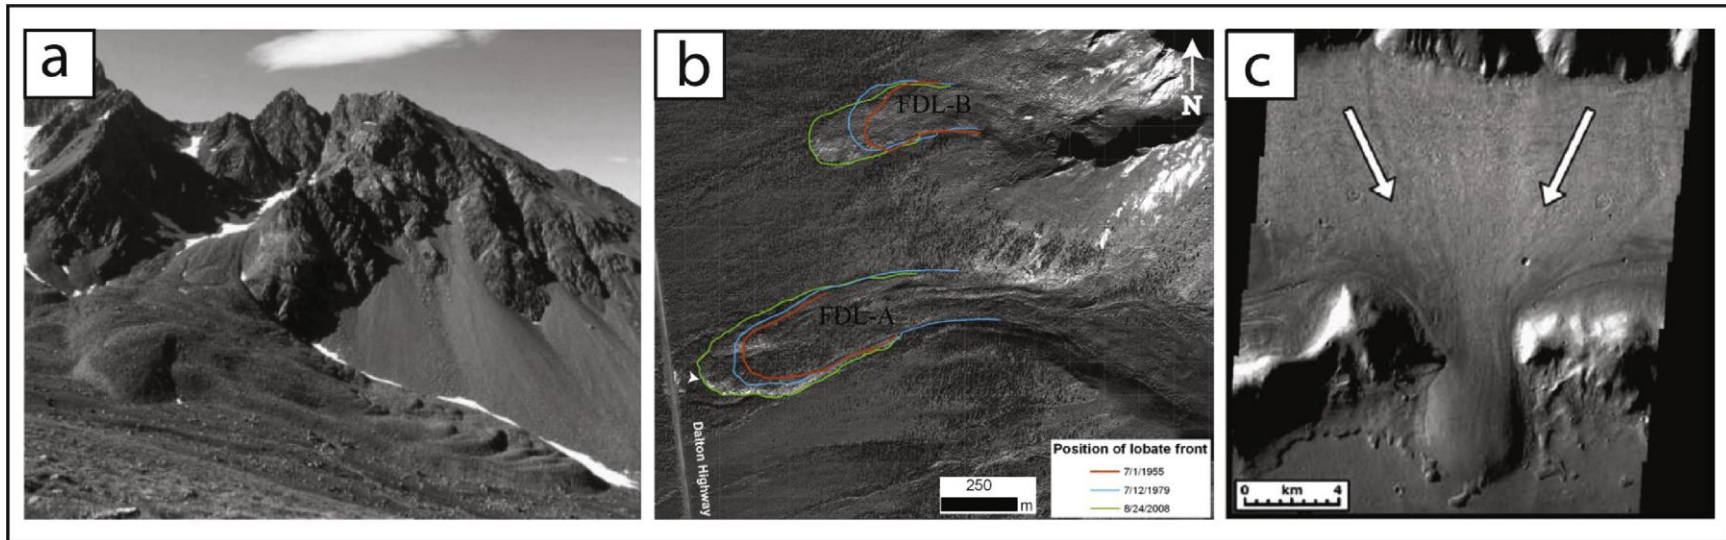 a
b
c
N
FDL-B
FDL-A
Dalton Highway
Position of lobate front
7/1/1955
7/12/1979
8/24/2008
250
m
0 km 4